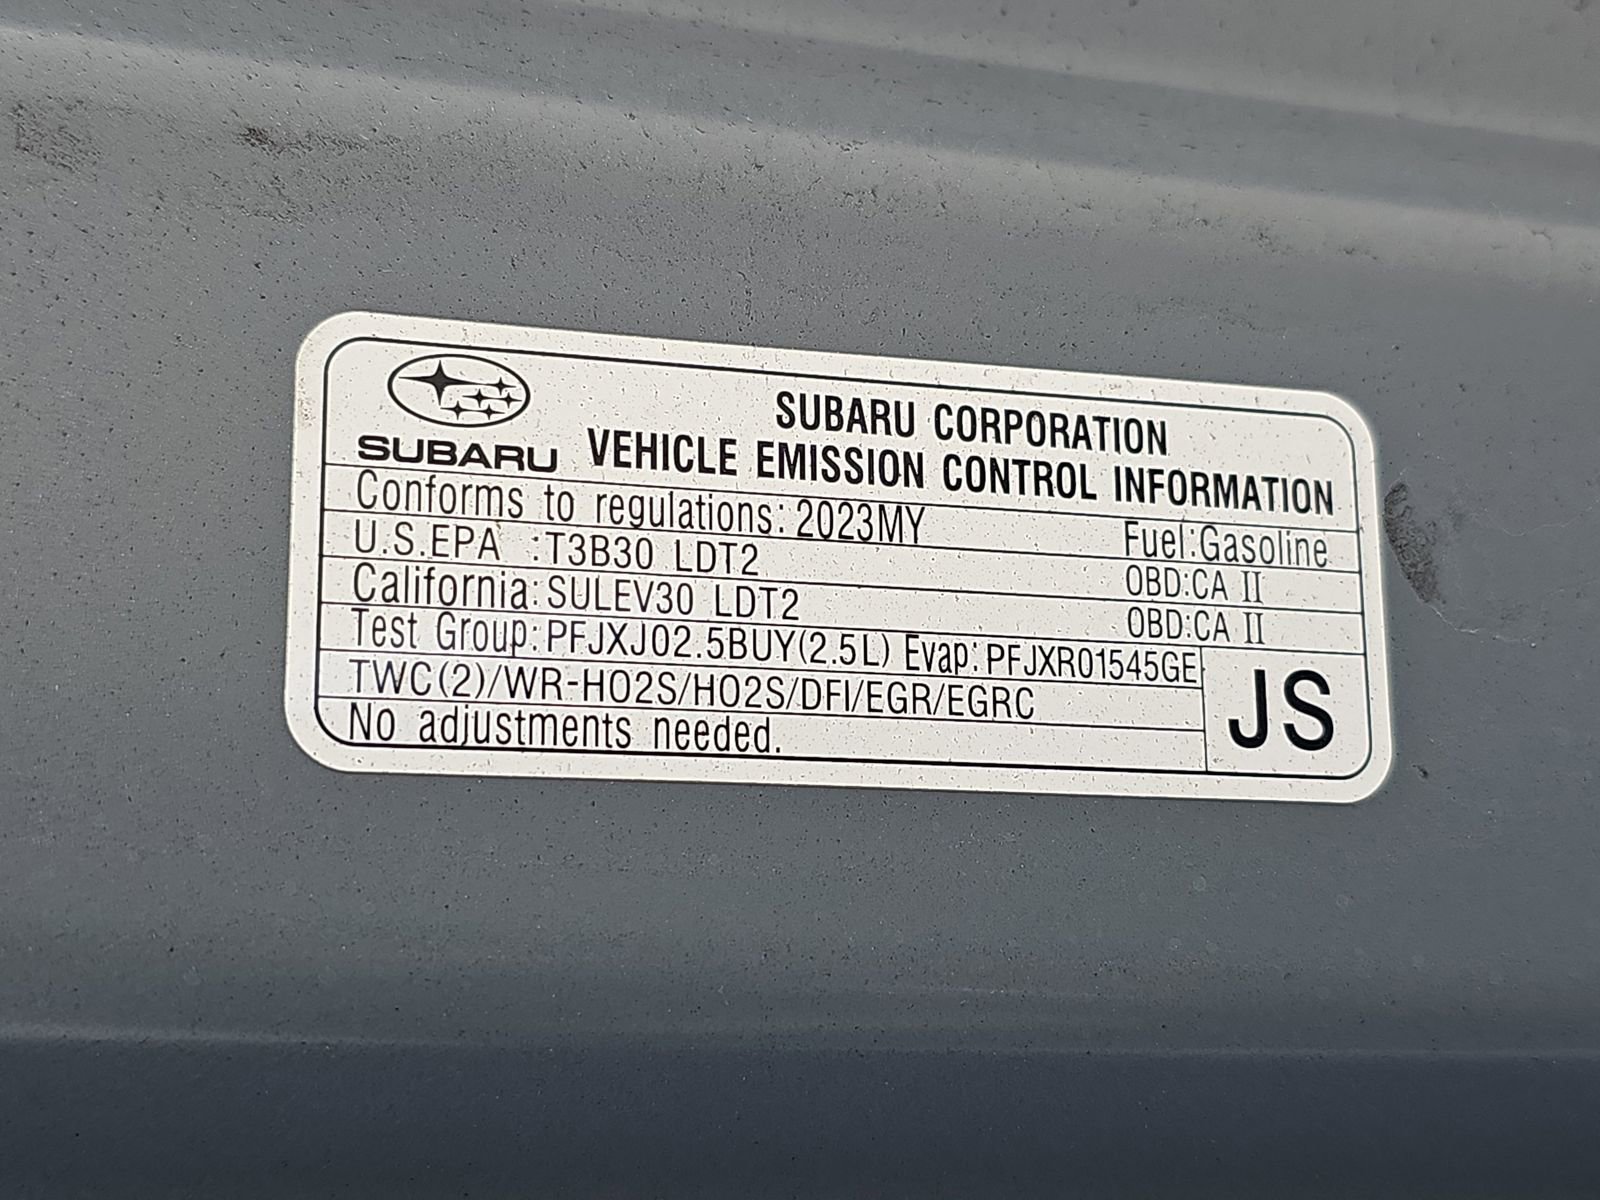 SUBARU
SUBARU CORPORATION
VEHICLE EMISSION CONTROL INFORMATION
Conforms to regulations: 2023MY Fuel:Gasoline
U.S.EPA :T3B30 LDT2 OBD:CA II
California:SULEV30 LDT2 OBD:CA II
Test Group:PFJXJ02.5BUY(2.5L) Evap:PFJXR01545GE
TWC(2)/WR-HO2S/HO2S/DFI/EGR/EGRC
No adjustments needed.
JS